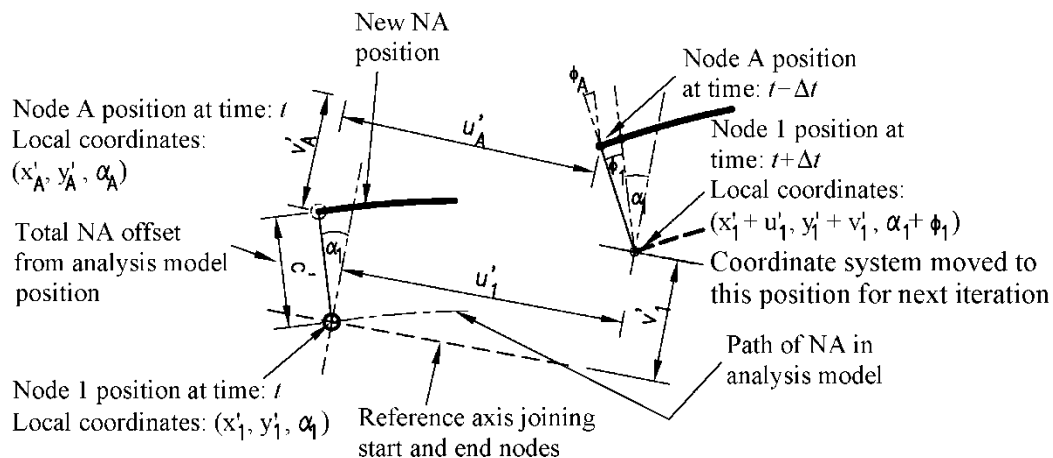 New NA
position
Node A position at time: t
Local coordinates:
(x'A, y'A, αA)
v'A
u'A
ϕA
Node A position
at time: t−Δt
Node 1 position at
time: t+Δt
Local coordinates:
(x'1 + u'1, y'1 + v'1, α1 + ϕ1)
Coordinate system moved to
this position for next iteration
ϕ1
α
Total NA offset
from analysis model
position
α1
u'1
v'1
Path of NA in
analysis model
Node 1 position at time: t
Local coordinates: (x'1, y'1, α1)
Reference axis joining
start and end nodes